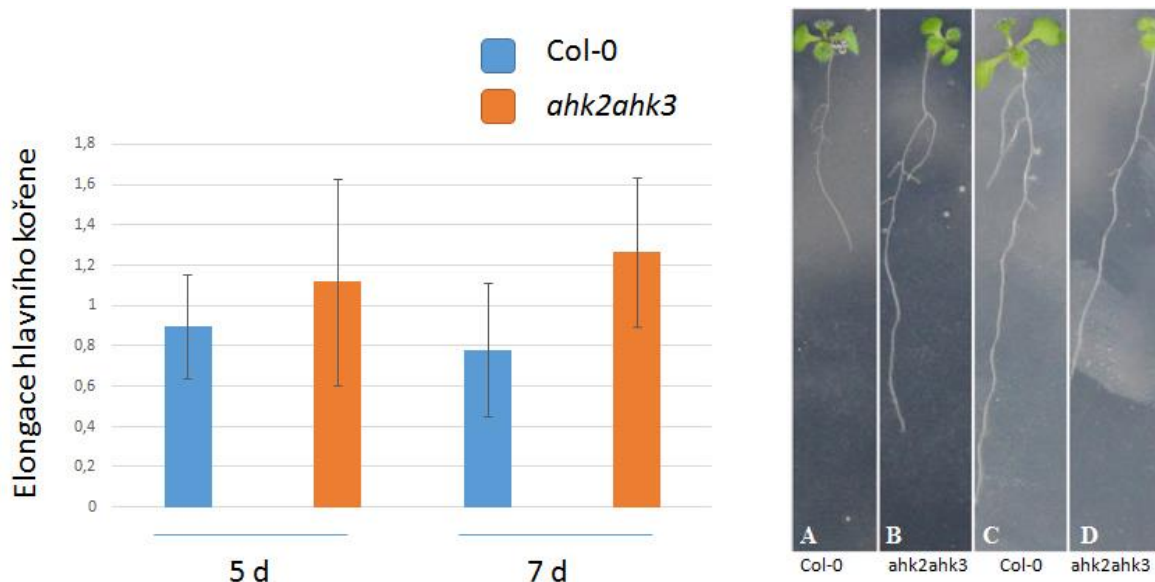 Col-0
ahk2ahk3
Elongace hlavního kořene
1,8
1,6
1,4
1,2
1
0,8
0,6
0,4
0,2
0
5 d
7 d
A
B
C
D
Col-0
ahk2ahk3
Col-0
ahk2ahk3